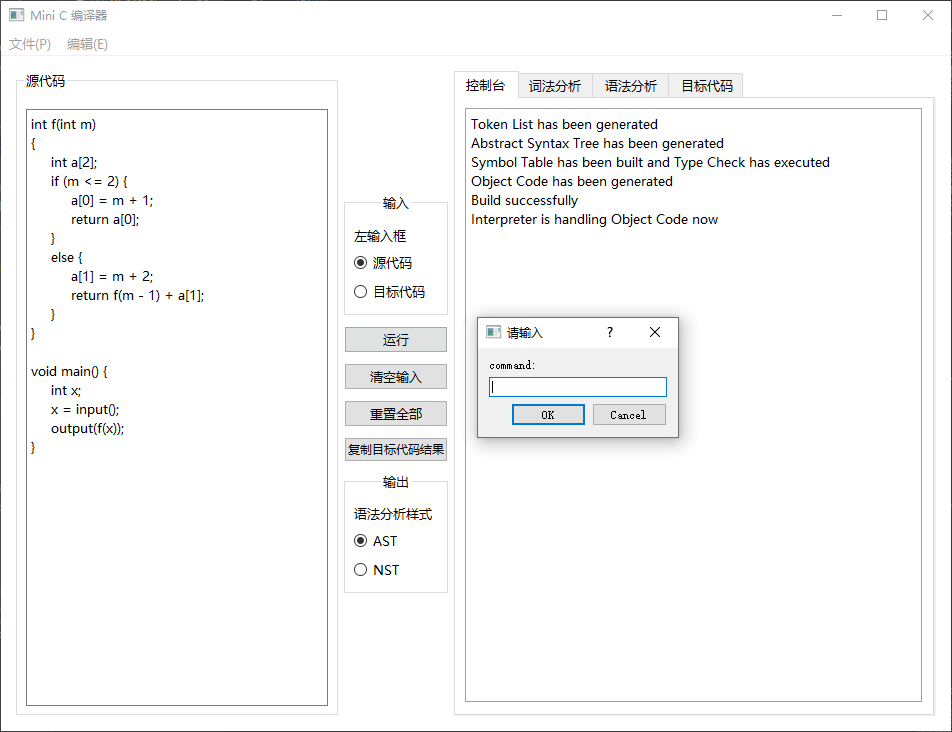 Mini C 编译器
文件(P) 编辑(E)
源代码
int f(int m)
{
int a[2];
if (m <= 2) {
a[0] = m + 1;
return a[0];
}
else {
a[1] = m + 2;
return f(m - 1) + a[1];
}
}
void main() {
int x;
x = input();
output(f(x));
}
输入
左输入框
源代码
目标代码
运行
清空输入
重置全部
复制目标代码结果
输出
语法分析样式
AST
NST
控制台 词法分析 语法分析 目标代码
Token List has been generated
Abstract Syntax Tree has been generated
Symbol Table has been built and Type Check has executed
Object Code has been generated
Build successfully
Interpreter is handling Object Code now
请输入 ?
command:
OK Cancel